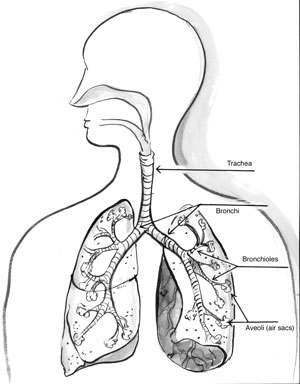 Trachea
Bronchi
Bronchioles
Aveoli (air sacs)